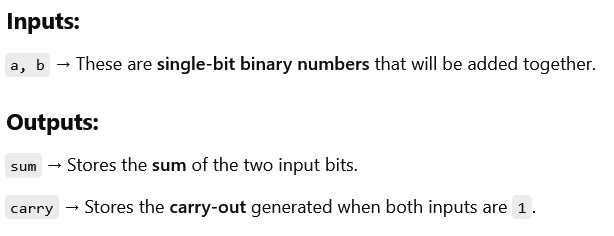 Inputs:
a, b → These are single-bit binary numbers that will be added together.
Outputs:
sum → Stores the sum of the two input bits.
carry → Stores the carry-out generated when both inputs are 1.